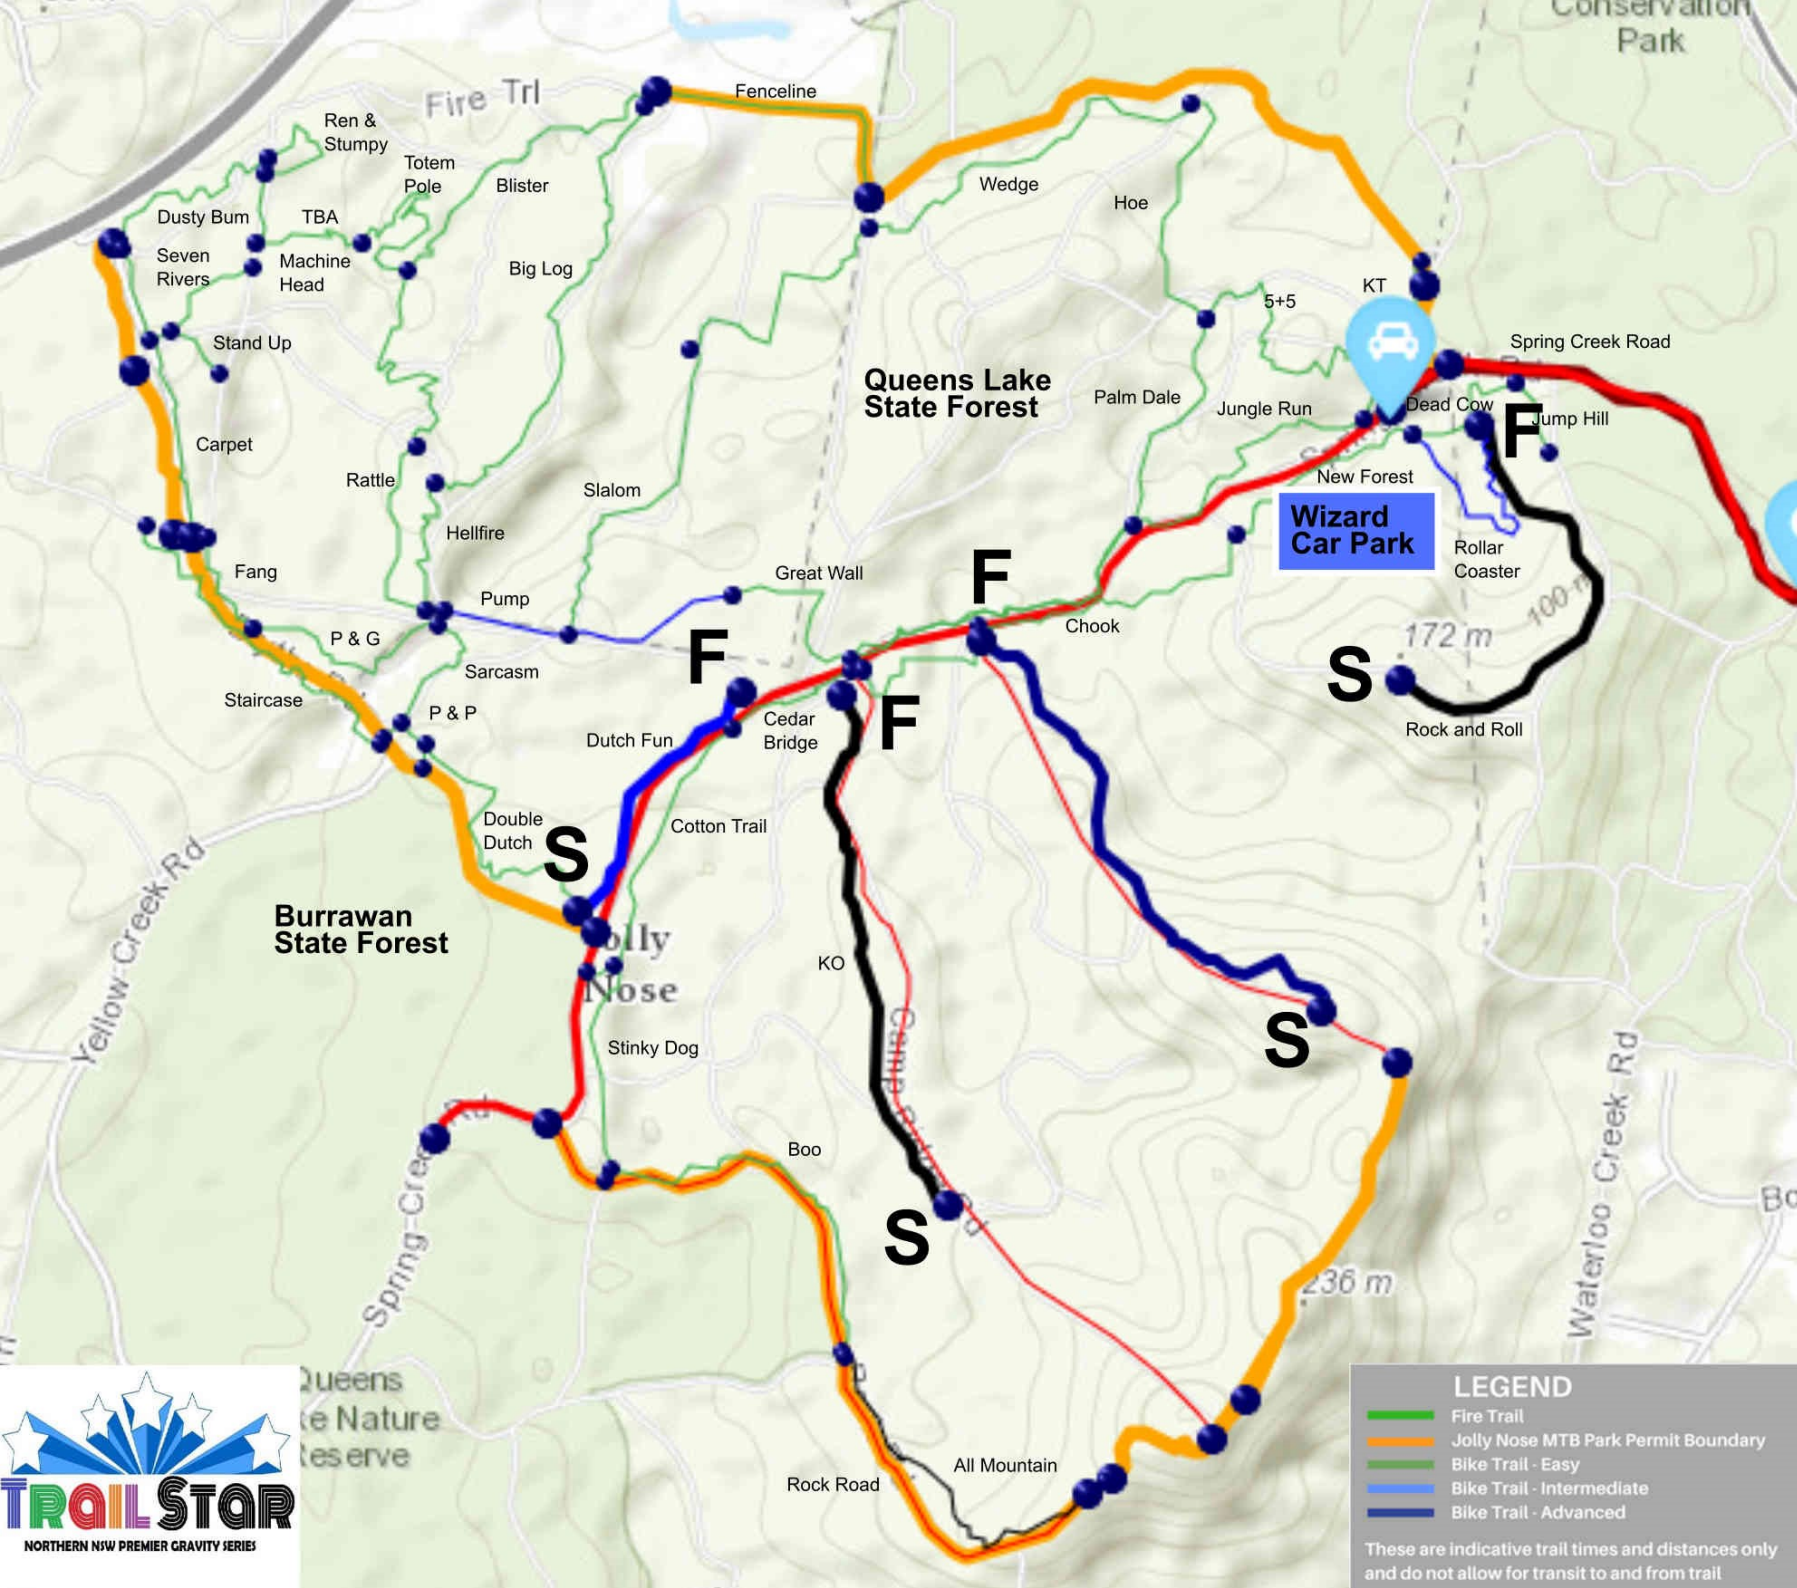 Conservation
Park
Fire Trl
Fenceline
Ren &
Stumpy
Totem
Pole
Blister
Wedge
Hoe
Dusty Bum
TBA
Seven
Rivers
Machine
Head
Big Log
KT
5+5
Stand Up
Spring Creek Road
Queens Lake
State Forest
Palm Dale
Jungle Run
Dead Cow
F
Jump Hill
Carpet
Rattle
Slalom
New Forest
Wizard
Car Park
Hellfire
Rollar
Coaster
Fang
Great Wall
F
Pump
100 m
P & G
Chook
172 m
F
S
Sarcasm
Staircase
P & P
Dutch Fun
Cedar
Bridge
F
Rock and Roll
Double
Dutch
S
Cotton Trail
Yellow Creek Rd
Burrawan
State Forest
olly
Nose
KO
S
Stinky Dog
Rd
Boo
Spring Cree
S
Camp
Rd
236 m
Waterloo Creek Rd
Bo
Queens
ke Nature
Reserve
All Mountain
Rock Road
TRAILSTAR
NORTHERN NSW PREMIER GRAVITY SERIES
LEGEND
Fire Trail
Jolly Nose MTB Park Permit Boundary
Bike Trail - Easy
Bike Trail - Intermediate
Bike Trail - Advanced
These are indicative trail times and distances only
and do not allow for transit to and from trail